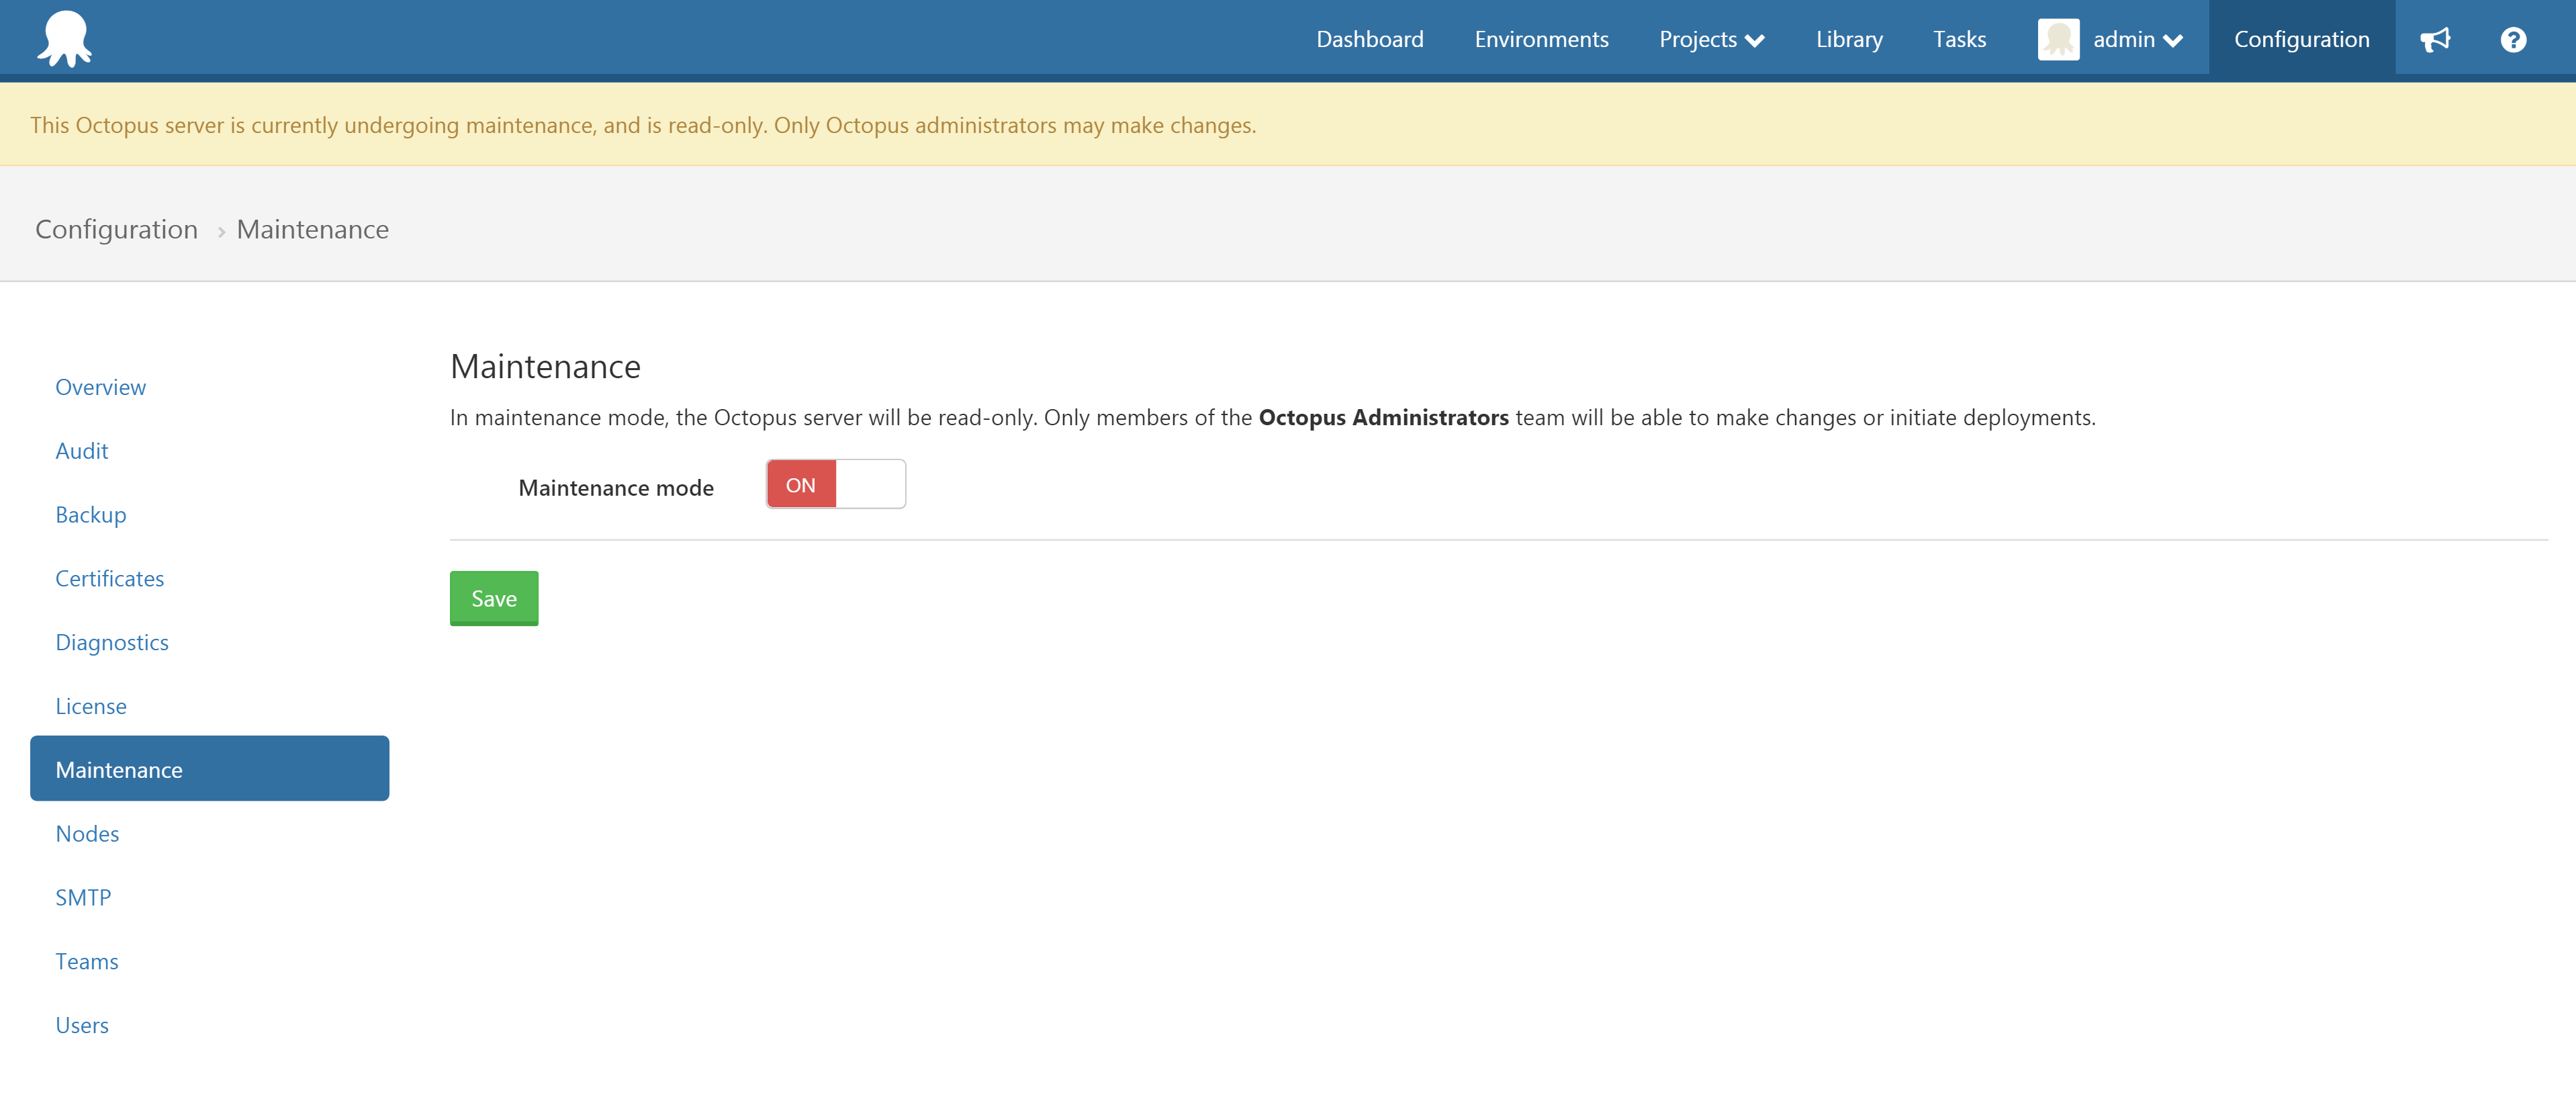 Dashboard Environments Projects Library Tasks admin Configuration
This Octopus server is currently undergoing maintenance, and is read-only. Only Octopus administrators may make changes.
Configuration › Maintenance
Overview
Audit
Backup
Certificates
Diagnostics
License
Maintenance
Nodes
SMTP
Teams
Users
Maintenance
In maintenance mode, the Octopus server will be read-only. Only members of the Octopus Administrators team will be able to make changes or initiate deployments.
Maintenance mode ON
Save